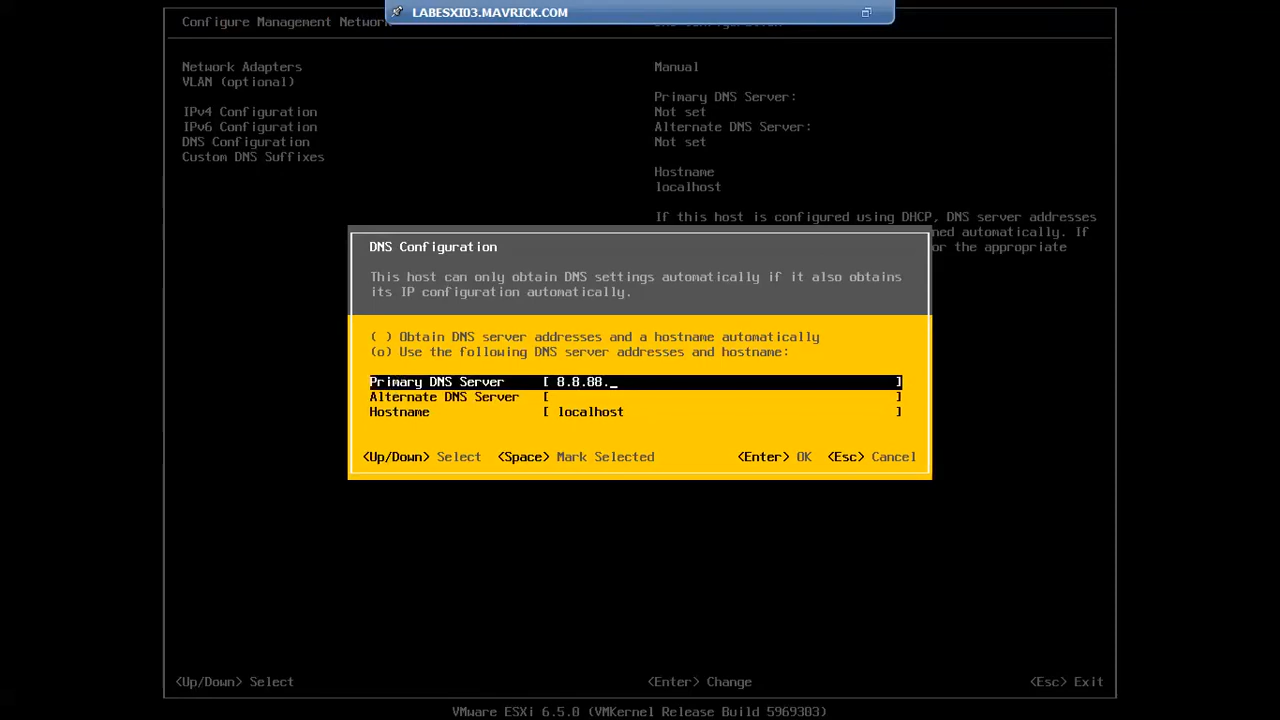 LABESXI03.MAVRICK.COM
Configure Management Network
Network Adapters
VLAN (optional)
IPv4 Configuration
IPv6 Configuration
DNS Configuration
Custom DNS Suffixes
Manual
Primary DNS Server:
Not set
Alternate DNS Server:
Not set
Hostname
localhost
If this host is configured using DHCP, DNS server addresses
automatically. If
or the appropriate
DNS Configuration
This host can only obtain DNS settings automatically if it also obtains
its IP configuration automatically.
( ) Obtain DNS server addresses and a hostname automatically
(o) Use the following DNS server addresses and hostname:
Primary DNS Server [ 8.8.88._ ]
Alternate DNS Server [ ]
Hostname [ localhost ]
<Up/Down> Select <Space> Mark Selected <Enter> OK <Esc> Cancel
<Up/Down> Select <Enter> Change <Esc> Exit
VMware ESXi 6.5.0 (VMKernel Release Build 5969303)